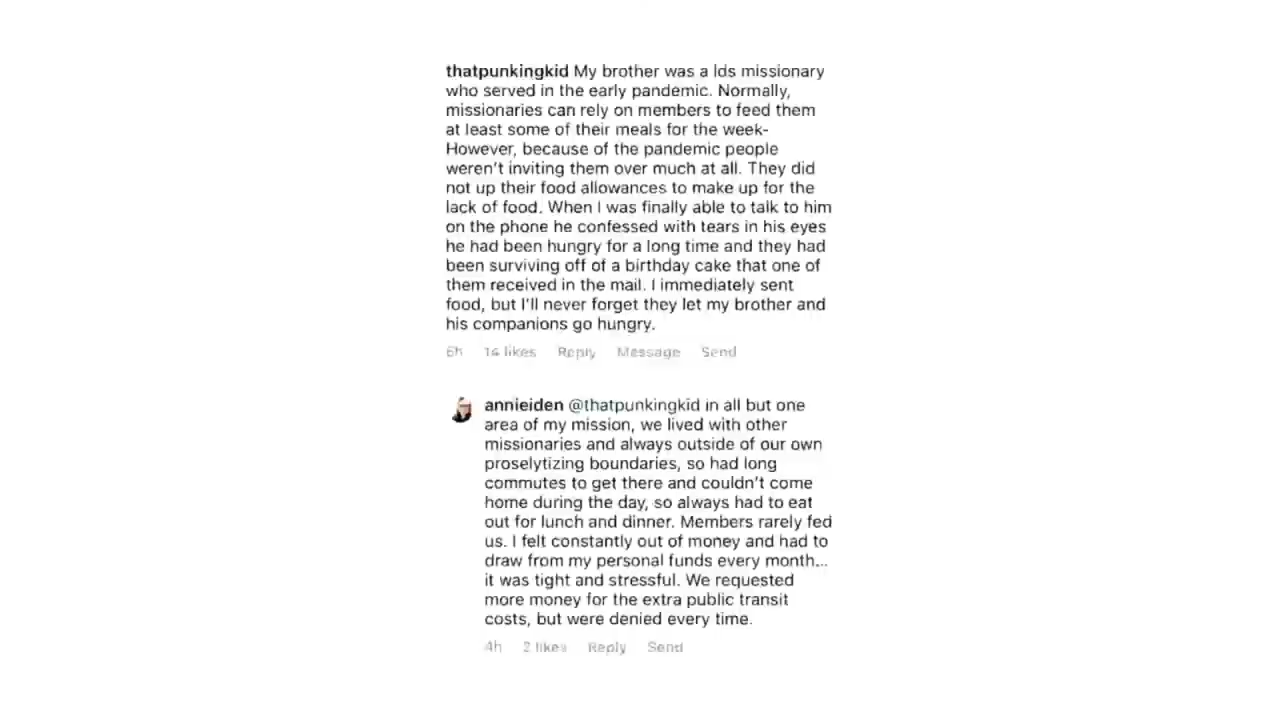 thatpunkingkid My brother was a lds missionary
who served in the early pandemic. Normally,
missionaries can rely on members to feed them
at least some of their meals for the week-
However, because of the pandemic people
weren't inviting them over much at all. They did
not up their food allowances to make up for the
lack of food. When I was finally able to talk to him
on the phone he confessed with tears in his eyes
he had been hungry for a long time and they had
been surviving off of a birthday cake that one of
them received in the mail. I immediately sent
food, but I'll never forget they let my brother and
his companions go hungry.
6h 14 likes Reply Message Send
annieiden @thatpunkingkid in all but one
area of my mission, we lived with other
missionaries and always outside of our own
proselytizing boundaries, so had long
commutes to get there and couldn't come
home during the day, so always had to eat
out for lunch and dinner. Members rarely fed
us. I felt constantly out of money and had to
draw from my personal funds every month...
it was tight and stressful. We requested
more money for the extra public transit
costs, but were denied every time.
4h 2 likes Reply Send